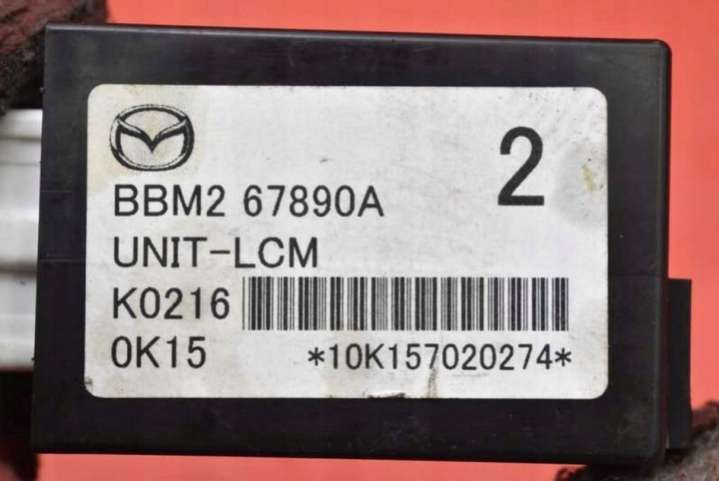 BBM2 67890A
2
UNIT-LCM
K0216
0K15 *10K157020274*